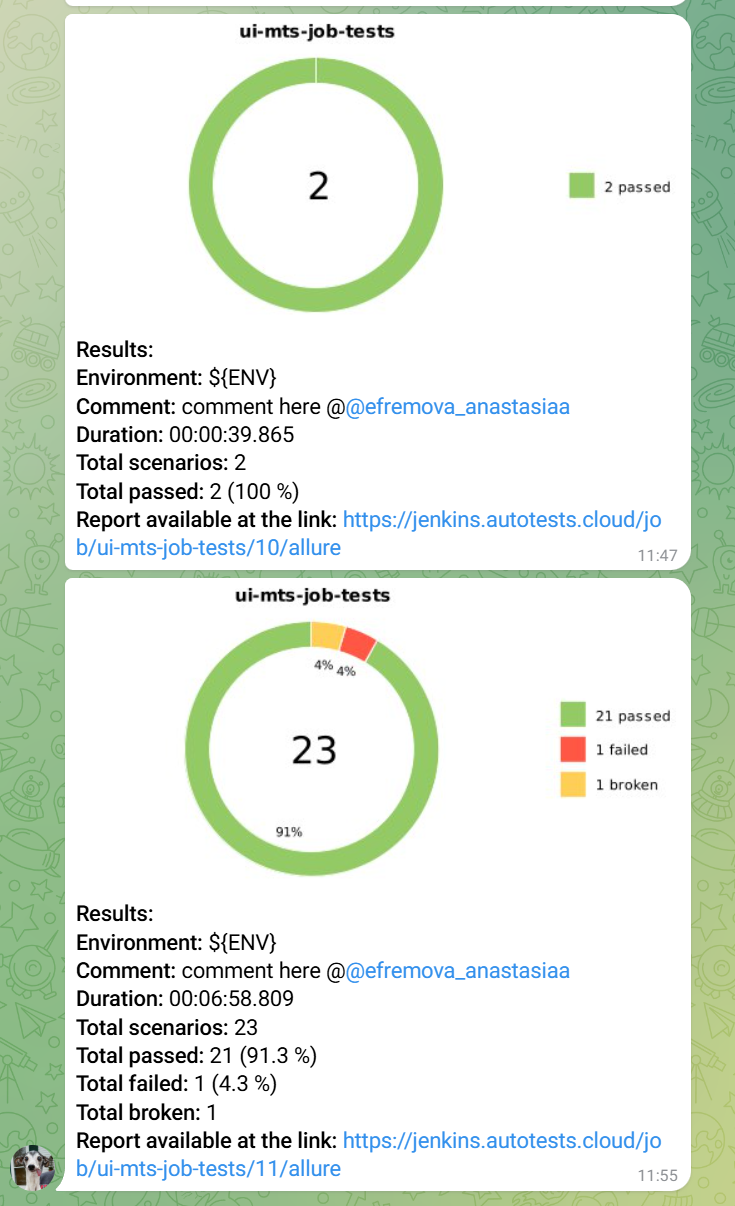 ui-mts-job-tests
2
2 passed
Results:
Environment: ${ENV}
Comment: comment here @@efremova_anastasiaa
Duration: 00:00:39.865
Total scenarios: 2
Total passed: 2 (100 %)
Report available at the link: https://jenkins.autotests.cloud/jo
b/ui-mts-job-tests/10/allure
11:47
ui-mts-job-tests
4% 4%
23
91%
21 passed
1 failed
1 broken
Results:
Environment: ${ENV}
Comment: comment here @@efremova_anastasiaa
Duration: 00:06:58.809
Total scenarios: 23
Total passed: 21 (91.3 %)
Total failed: 1 (4.3 %)
Total broken: 1
Report available at the link: https://jenkins.autotests.cloud/jo
b/ui-mts-job-tests/11/allure
11:55